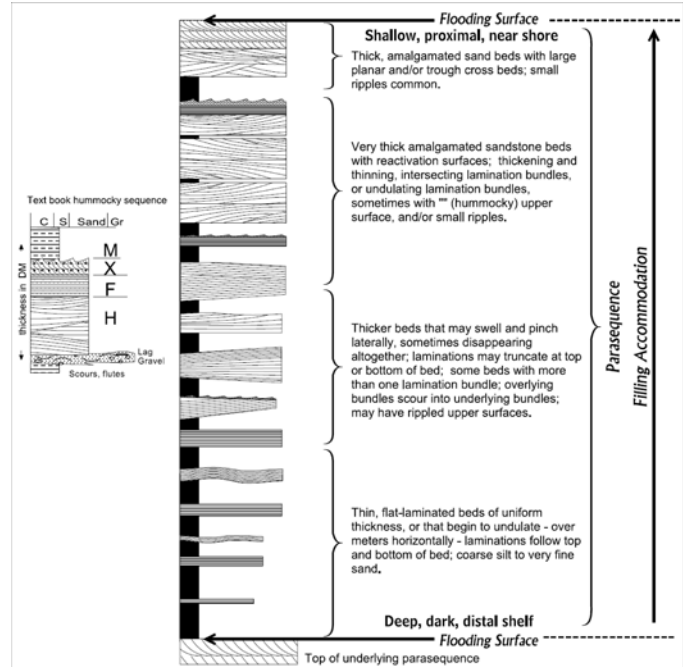 Flooding Surface
Shallow, proximal, near shore
Thick, amalgamated sand beds with large
planar and/or trough cross beds; small
ripples common.
Very thick amalgamated sandstone beds
with reactivation surfaces; thickening and
thinning, intersecting lamination bundles,
or undulating lamination bundles,
sometimes with "" (hummocky) upper
surface, and/or small ripples.
Text book hummocky sequence
C S Sand Gr
M
X
F
H
thickness in DM
Lag
Gravel
Scours, flutes
Thicker beds that may swell and pinch
laterally, sometimes disappearing
altogether; laminations may truncate at top
or bottom of bed; some beds with more
than one lamination bundle; overlying
bundles scour into underlying bundles;
may have rippled upper surfaces.
Thin, flat-laminated beds of uniform
thickness, or that begin to undulate - over
meters horizontally - laminations follow top
and bottom of bed; coarse silt to very fine
sand.
Parasequence
Filling Accommodation
Deep, dark, distal shelf
Flooding Surface
Top of underlying parasequence